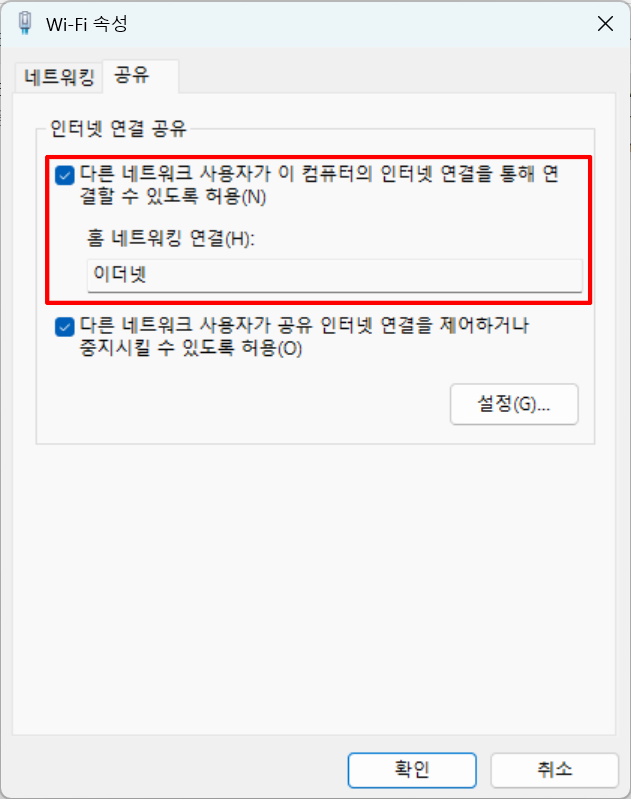 Wi-Fi 속성
네트워킹
공유
인터넷 연결 공유
다른 네트워크 사용자가 이 컴퓨터의 인터넷 연결을 통해 연
결할 수 있도록 허용(N)
홈 네트워킹 연결(H):
이더넷
다른 네트워크 사용자가 공유 인터넷 연결을 제어하거나
중지시킬 수 있도록 허용(O)
설정(G)...
확인
취소